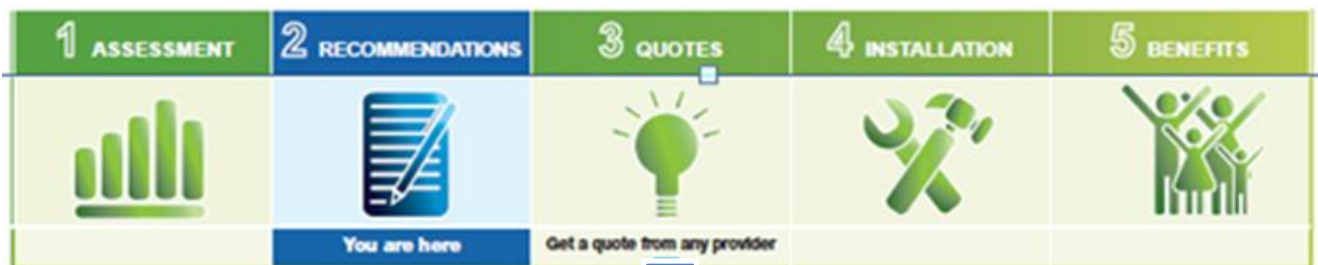 1 ASSESSMENT
2 RECOMMENDATIONS
3 QUOTES
4 INSTALLATION
5 BENEFITS
You are here
Get a quote from any provider